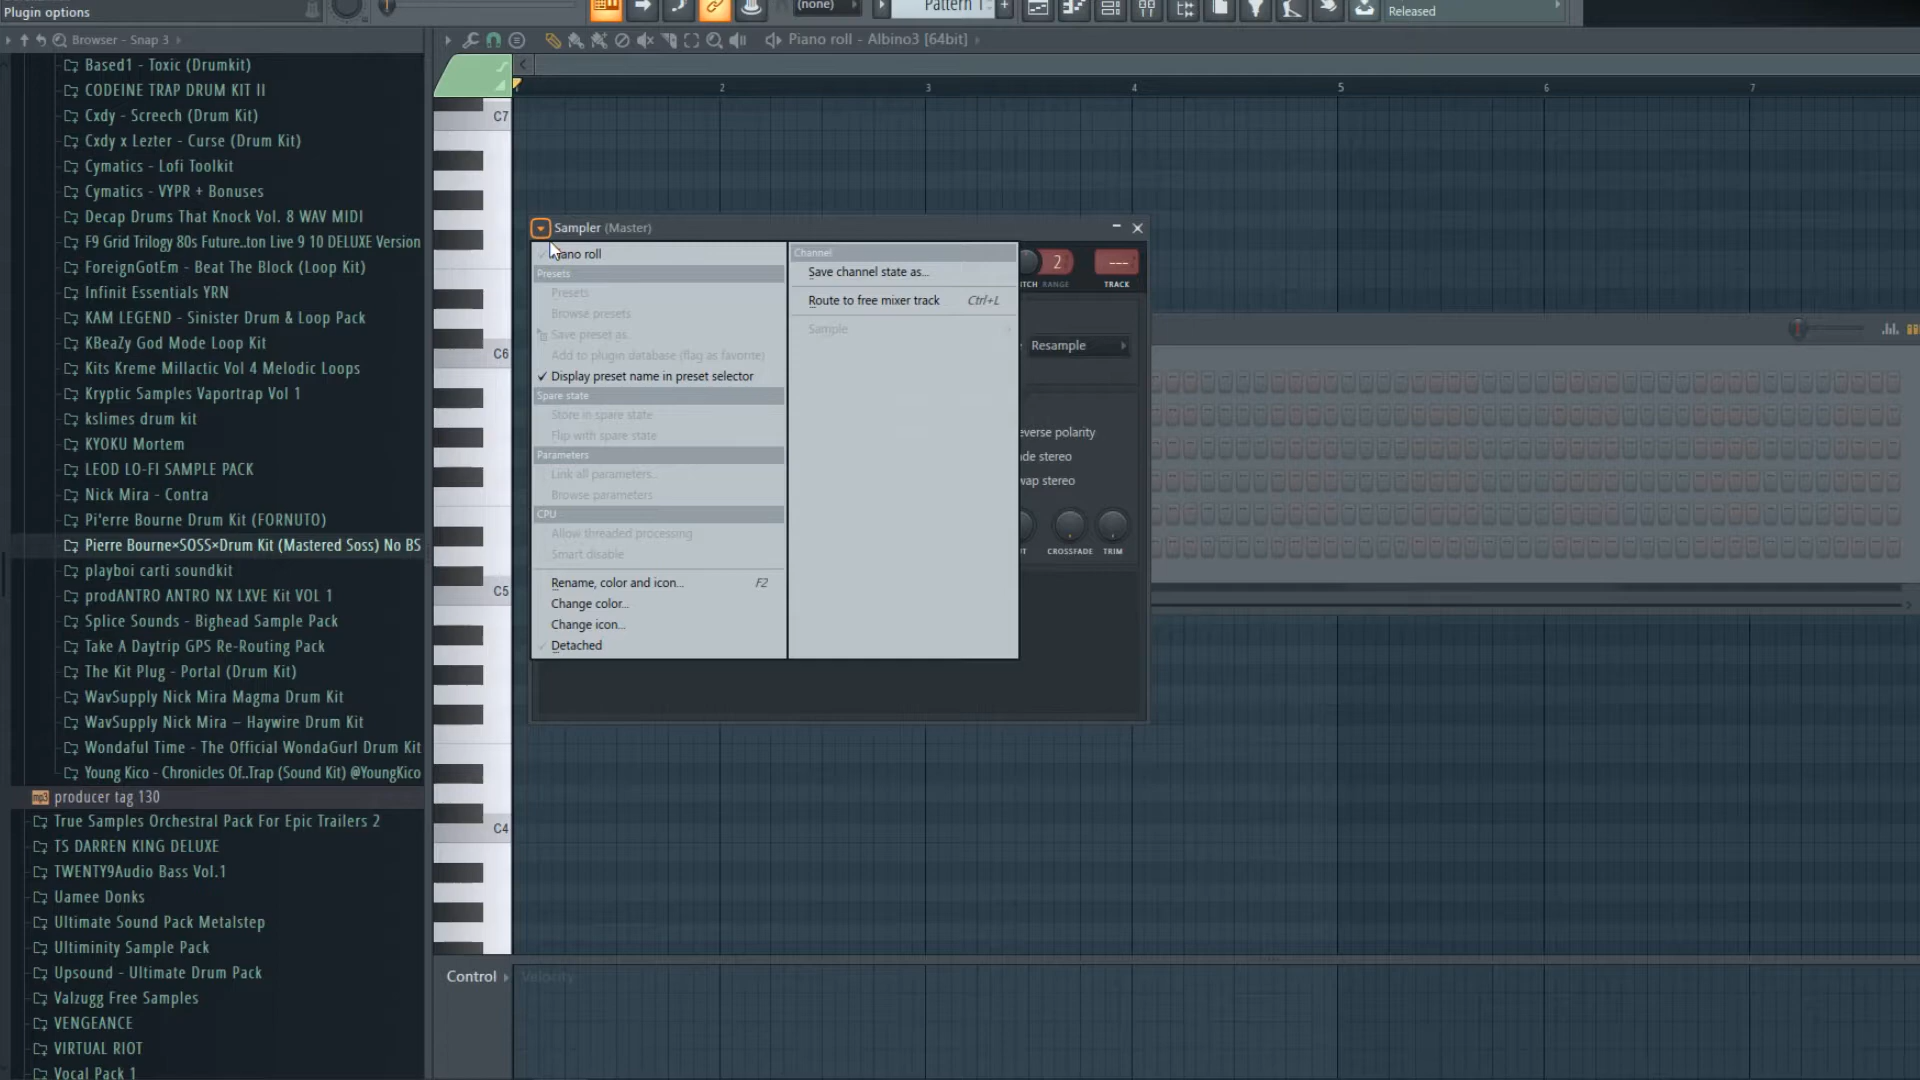 Plugin options
(none)
Pattern 1
Released
Browser - Snap 3
Piano roll - Albino3 [64bit]
Based1 - Toxic (Drumkit)
CODEINE TRAP DRUM KIT II
Cxdy - Screech (Drum Kit)
Cxdy x Lezter - Curse (Drum Kit)
Cymatics - Lofi Toolkit
Cymatics - VYPR + Bonuses
Decap Drums That Knock Vol. 8 WAV MIDI
F9 Grid Trilogy 80s Future..ton Live 9 10 DELUXE Version
ForeignGotEm - Beat The Block (Loop Kit)
Infinit Essentials YRN
KAM LEGEND - Sinister Drum & Loop Pack
KBeaZy God Mode Loop Kit
Kits Kreme Millactic Vol 4 Melodic Loops
Kryptic Samples Vaportrap Vol 1
kslimes drum kit
KYOKU Mortem
LEOD LO-FI SAMPLE PACK
Nick Mira - Contra
Pi'erre Bourne Drum Kit (FORNUTO)
Pierre Bourne×SOSS×Drum Kit (Mastered Soss) No BS
playboi carti soundkit
prodANTRO ANTRO NX LXVE Kit VOL 1
Splice Sounds - Bighead Sample Pack
Take A Daytrip GPS Re-Routing Pack
The Kit Plug - Portal (Drum Kit)
WavSupply Nick Mira Magma Drum Kit
WavSupply Nick Mira – Haywire Drum Kit
Wondaful Time - The Official WondaGurl Drum Kit
Young Kico - Chronicles Of..Trap (Sound Kit) @YoungKico
mp3 producer tag 130
True Samples Orchestral Pack For Epic Trailers 2
TS DARREN KING DELUXE
TWENTY9Audio Bass Vol.1
Uamee Donks
Ultimate Sound Pack Metalstep
Ultiminity Sample Pack
Upsound - Ultimate Drum Pack
Valzugg Free Samples
VENGEANCE
VIRTUAL RIOT
Vocal Pack 1
2 3 4 5 6 7
C7
C6
C5
C4
Sampler (Master)
Piano roll
Presets
Presets
Browse presets
Save preset as...
Add to plugin database (flag as favorite)
Display preset name in preset selector
Spare state
Store in spare state
Flip with spare state
Parameters
Link all parameters...
Browse parameters
CPU
Allow threaded processing
Smart disable
Rename, color and icon... F2
Change color...
Change icon...
Detached
Channel
Save channel state as...
Route to free mixer track Ctrl+L
Sample
2 ---
ITCH RANGE TRACK
Resample
everse polarity
de stereo
wap stereo
UT CROSSFADE TRIM
Control
Velocity